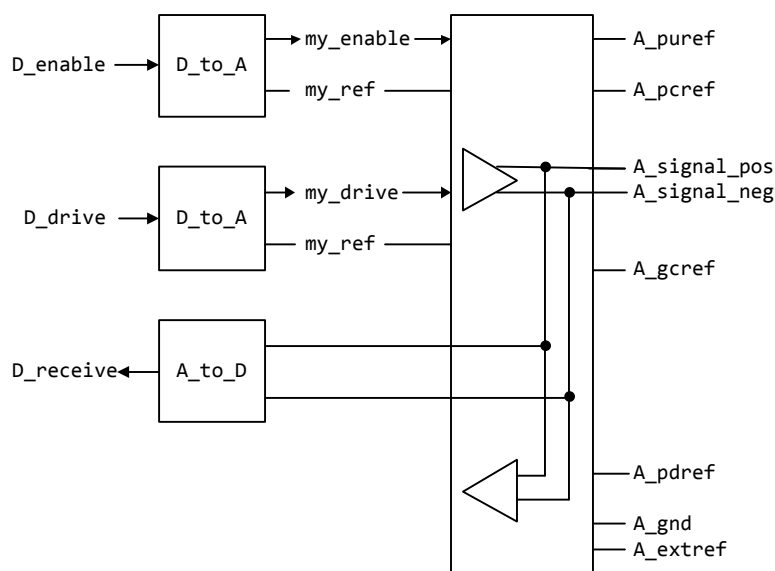 my_enable A_puref
D_enable D_to_A
my_ref A_pcref
A_signal_pos
my_drive A_signal_neg
D_drive D_to_A
my_ref
A_gcref
D_receive A_to_D
A_pdref
A_gnd
A_extref